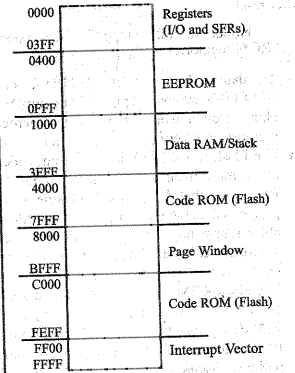 0000
Registers
(I/O and SFRs)
03FF
0400
EEPROM
0FFF
1000
Data RAM/Stack
3FFF
4000
Code ROM (Flash)
7FFF
8000
Page Window
BFFF
C000
Code ROM (Flash)
FEFF
FF00
Interrupt Vector
FFFF